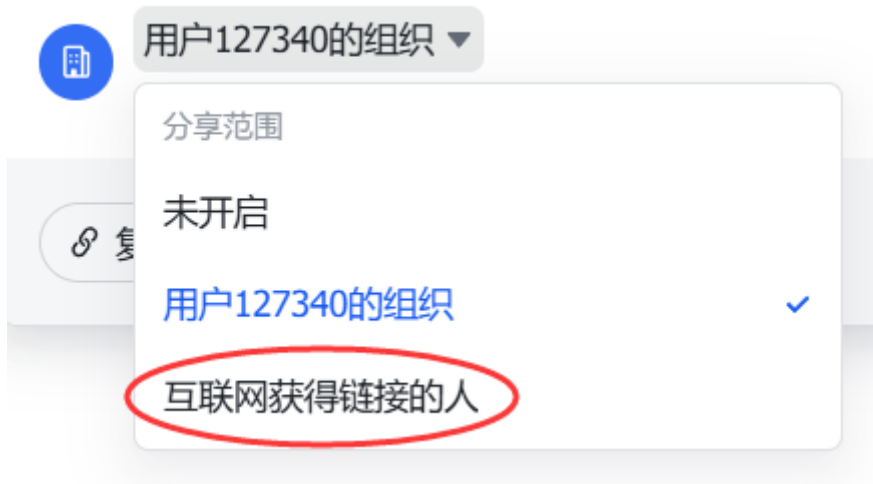 用户127340的组织
分享范围
未开启
复
用户127340的组织
互联网获得链接的人